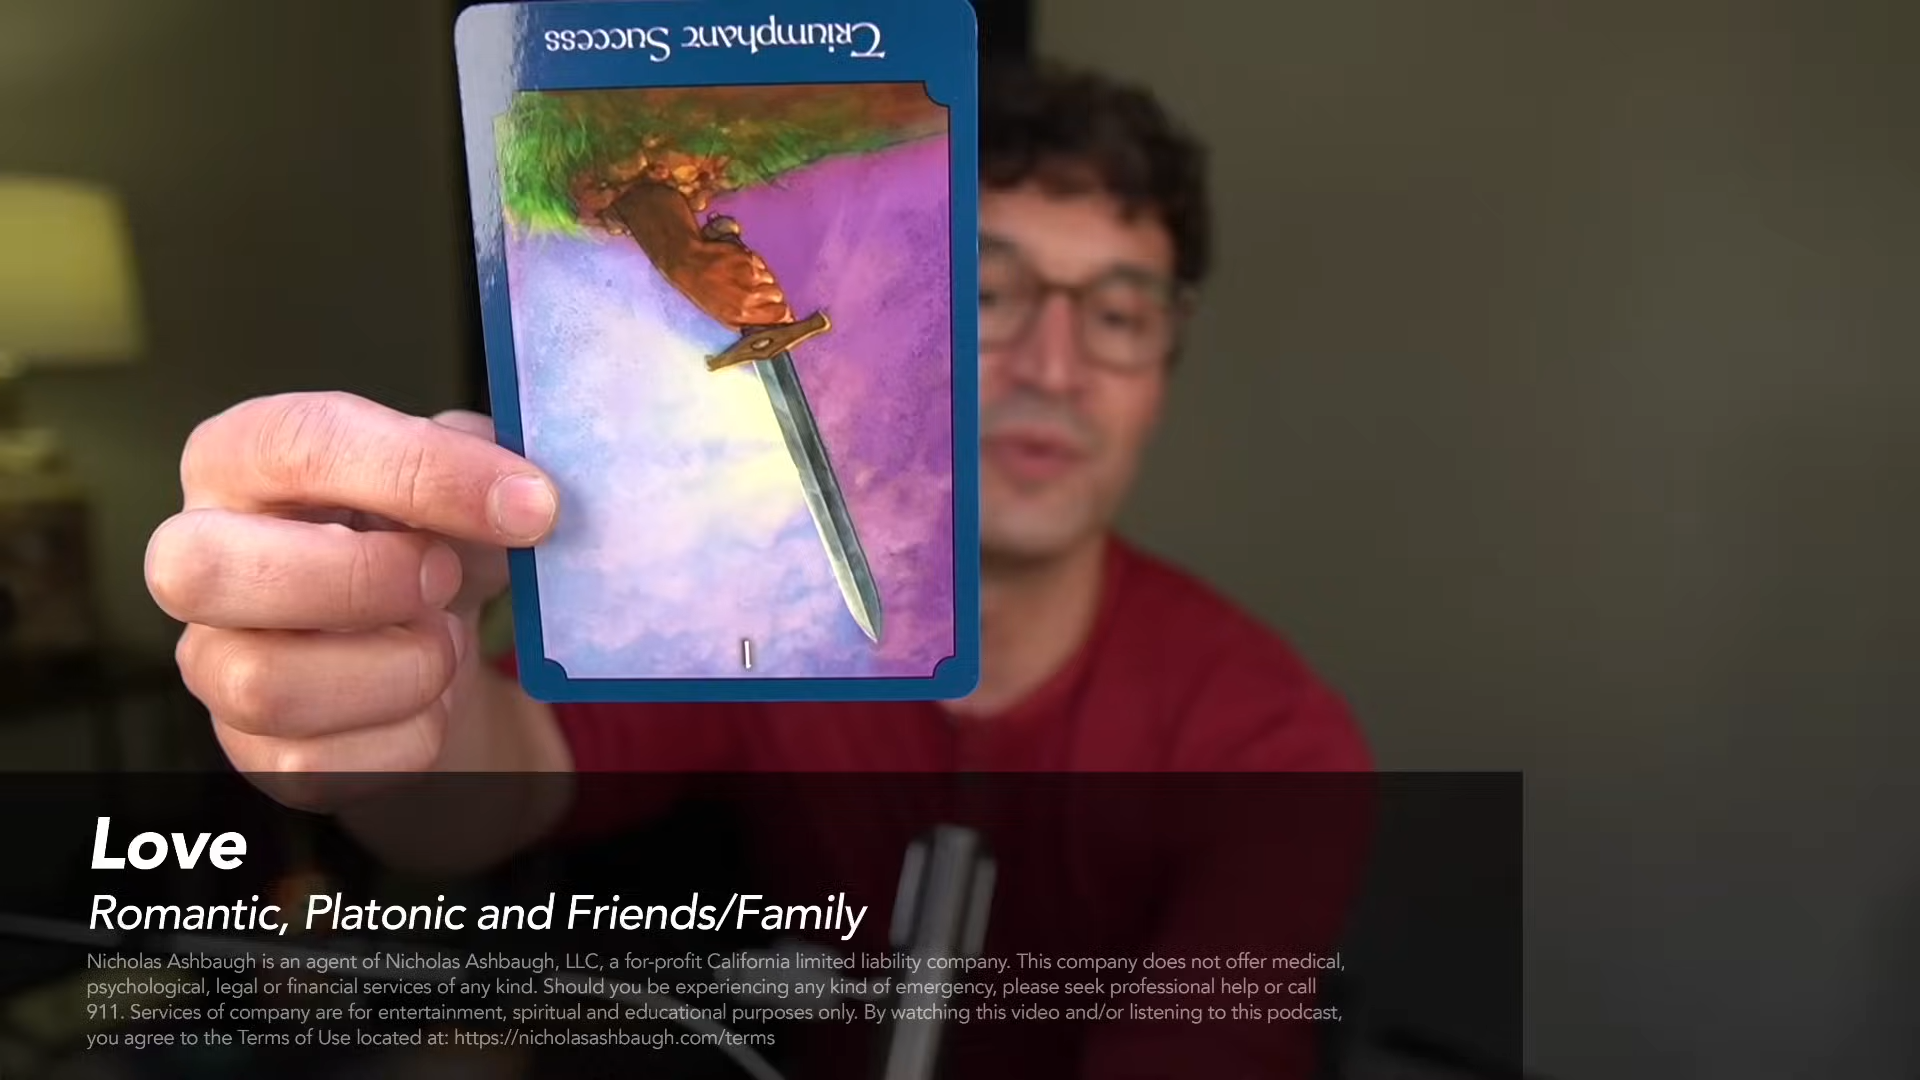 Triumphant Success
1
Love
Romantic, Platonic and Friends/Family
Nicholas Ashbaugh is an agent of Nicholas Ashbaugh, LLC, a for-profit California limited liability company. This company does not offer medical,
psychological, legal or financial services of any kind. Should you be experiencing any kind of emergency, please seek professional help or call
911. Services of company are for entertainment, spiritual and educational purposes only. By watching this video and/or listening to this podcast,
you agree to the Terms of Use located at: https://nicholasashbaugh.com/terms